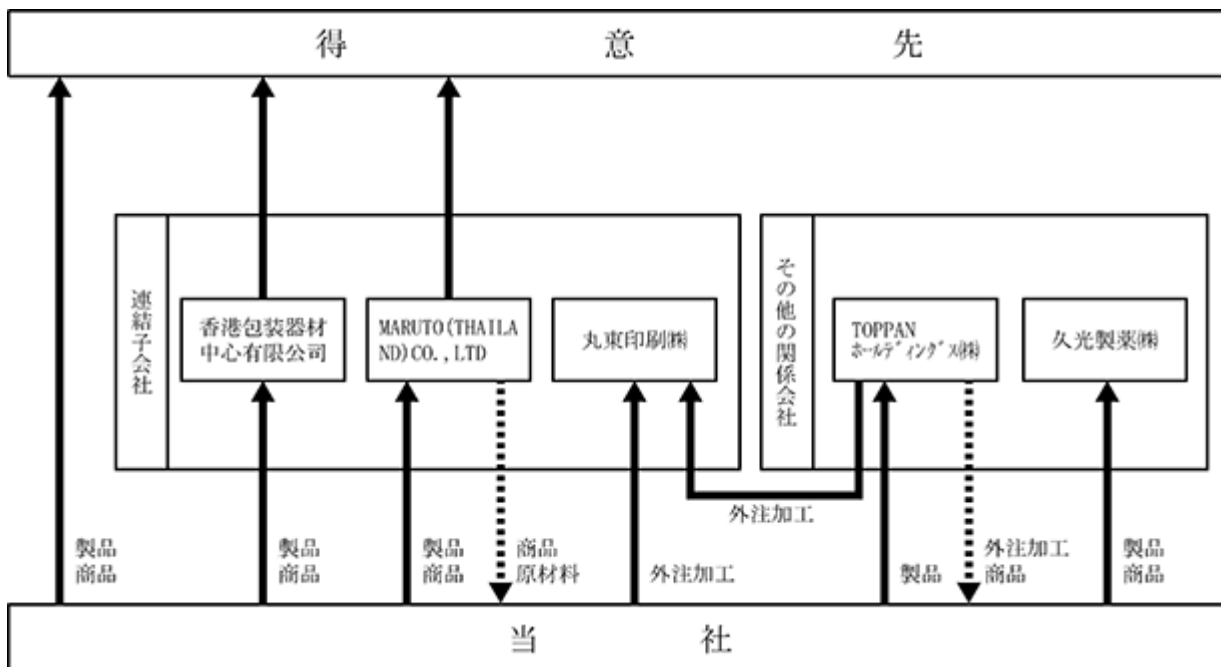 得意先
連結子会社
香港包装器材
中心有限公司
MARUTO(THAILA
ND)CO.,LTD
丸東印刷㈱
その他の関係会社
TOPPAN
ﾎｰﾙﾃﾞｨﾝｸﾞｽ㈱
久光製薬㈱
外注加工
製品
商品
製品
商品
製品
商品
商品
原材料
外注加工
製品
外注加工
商品
製品
商品
当社